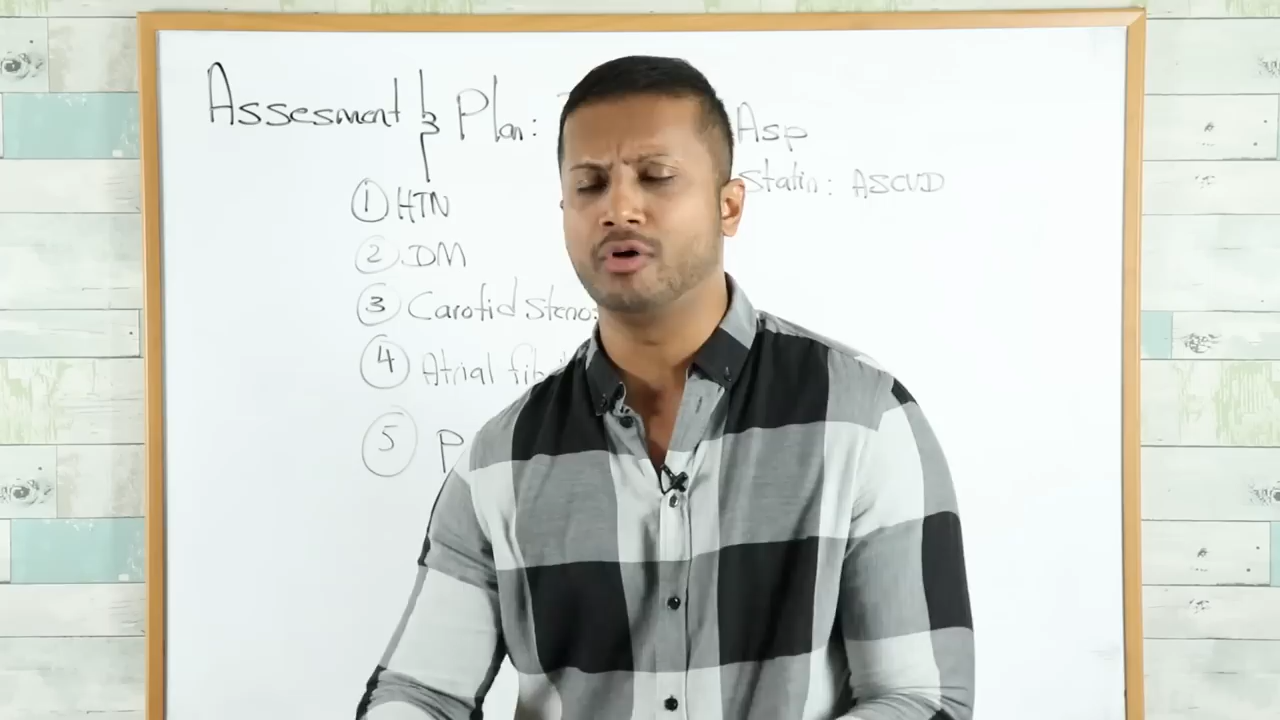 Assesment & Plan:
Asp
Statin: ASCVD
① HTN
② DM
③ Carotid Steno
④ Atrial fib
⑤ P